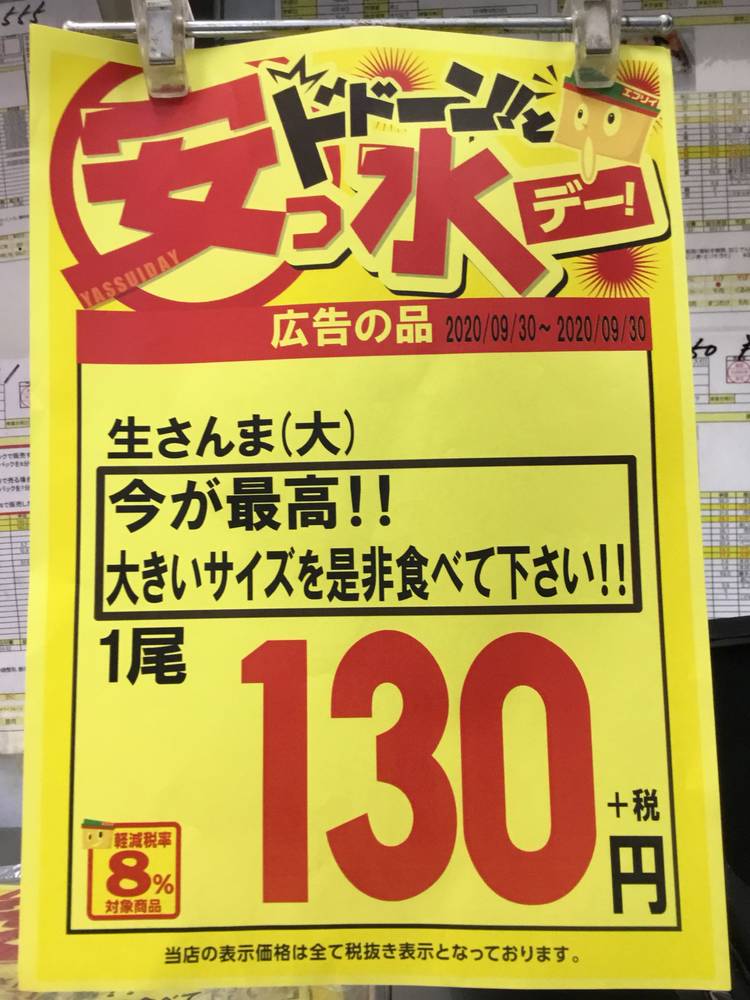 555
ドドーン!!と
エブリイ
安っ水デー!
YASSUIDAY
広告の品 2020/09/30～2020/09/30
生さんま(大)
今が最高!!
大きいサイズを是非食べて下さい!!
1尾
130
+税
円
軽減税率
8%
対象商品
当店の表示価格は全て税抜き表示となっております。